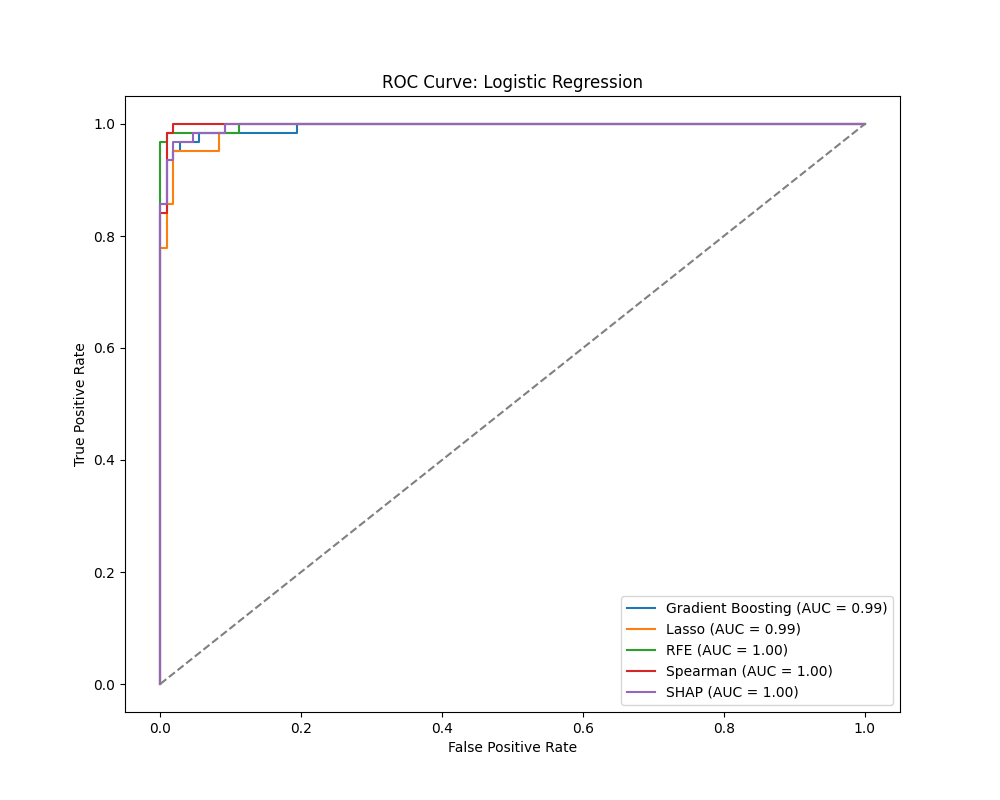 ROC Curve: Logistic Regression
True Positive Rate
1.0
0.8
0.6
0.4
0.2
0.0
Gradient Boosting (AUC = 0.99)
Lasso (AUC = 0.99)
RFE (AUC = 1.00)
Spearman (AUC = 1.00)
SHAP (AUC = 1.00)
0.0 0.2 0.4 0.6 0.8 1.0
False Positive Rate